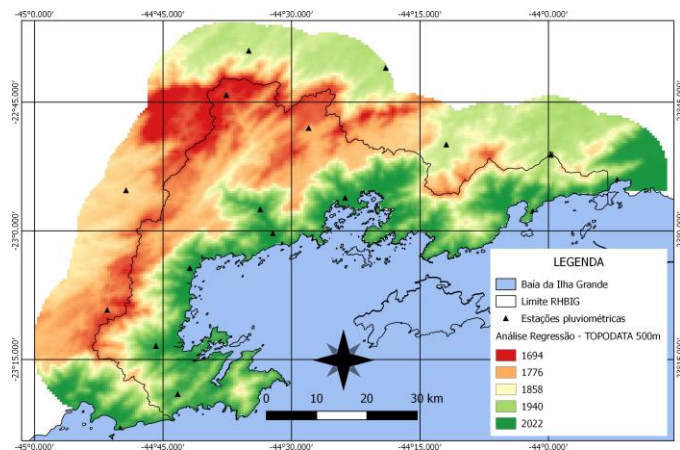 -45°0.000' -44°45.000' -44°30.000' -44°15.000' -44°0.000'
-22°45.000' -22°45.000'
-23°0.000'
LEGENDA
Baía da Ilha Grande
Limite RHBIG
Estações pluviométricas
Análise Regressão - TOPODATA 500m
1694
1776
1858
1940
2022
-23°15.000'
0 10 20 30 km
-45°0.000' -44°45.000' -44°30.000' -44°15.000' -44°0.000'